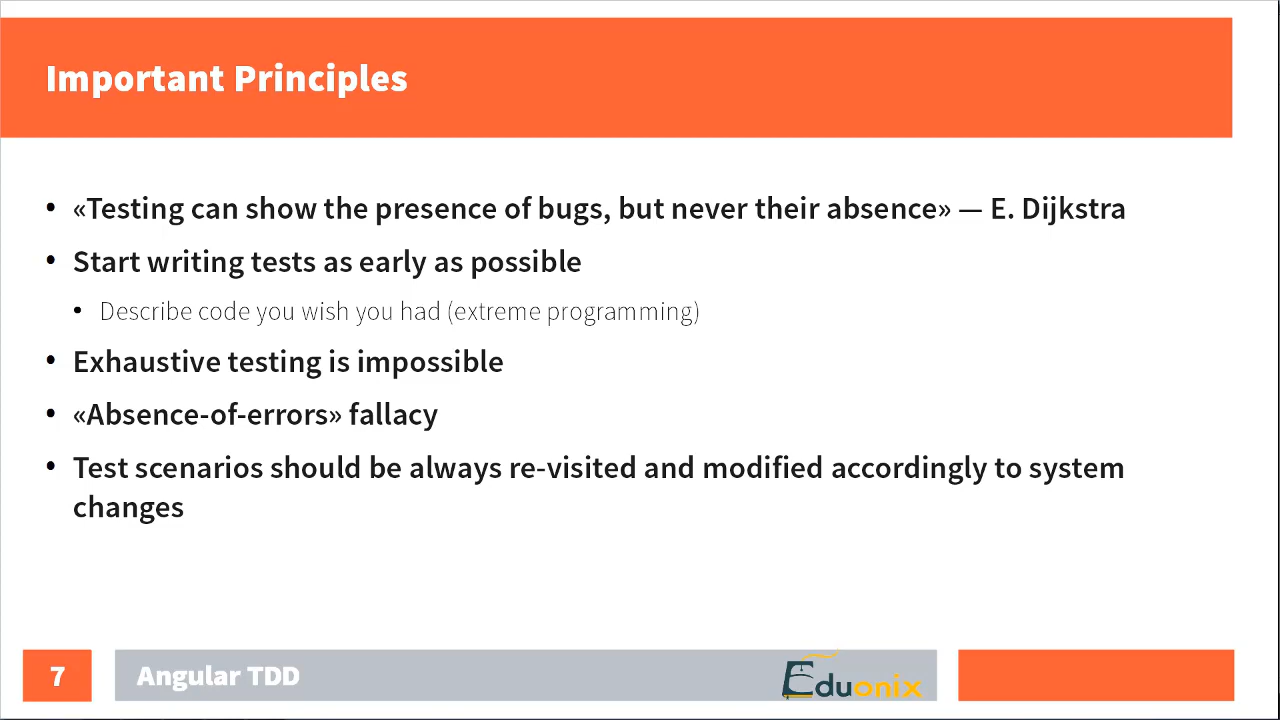 Important Principles
• «Testing can show the presence of bugs, but never their absence» — E. Dijkstra
• Start writing tests as early as possible
• Describe code you wish you had (extreme programming)
• Exhaustive testing is impossible
• «Absence-of-errors» fallacy
• Test scenarios should be always re-visited and modified accordingly to system
changes
7
Angular TDD
Eduonix